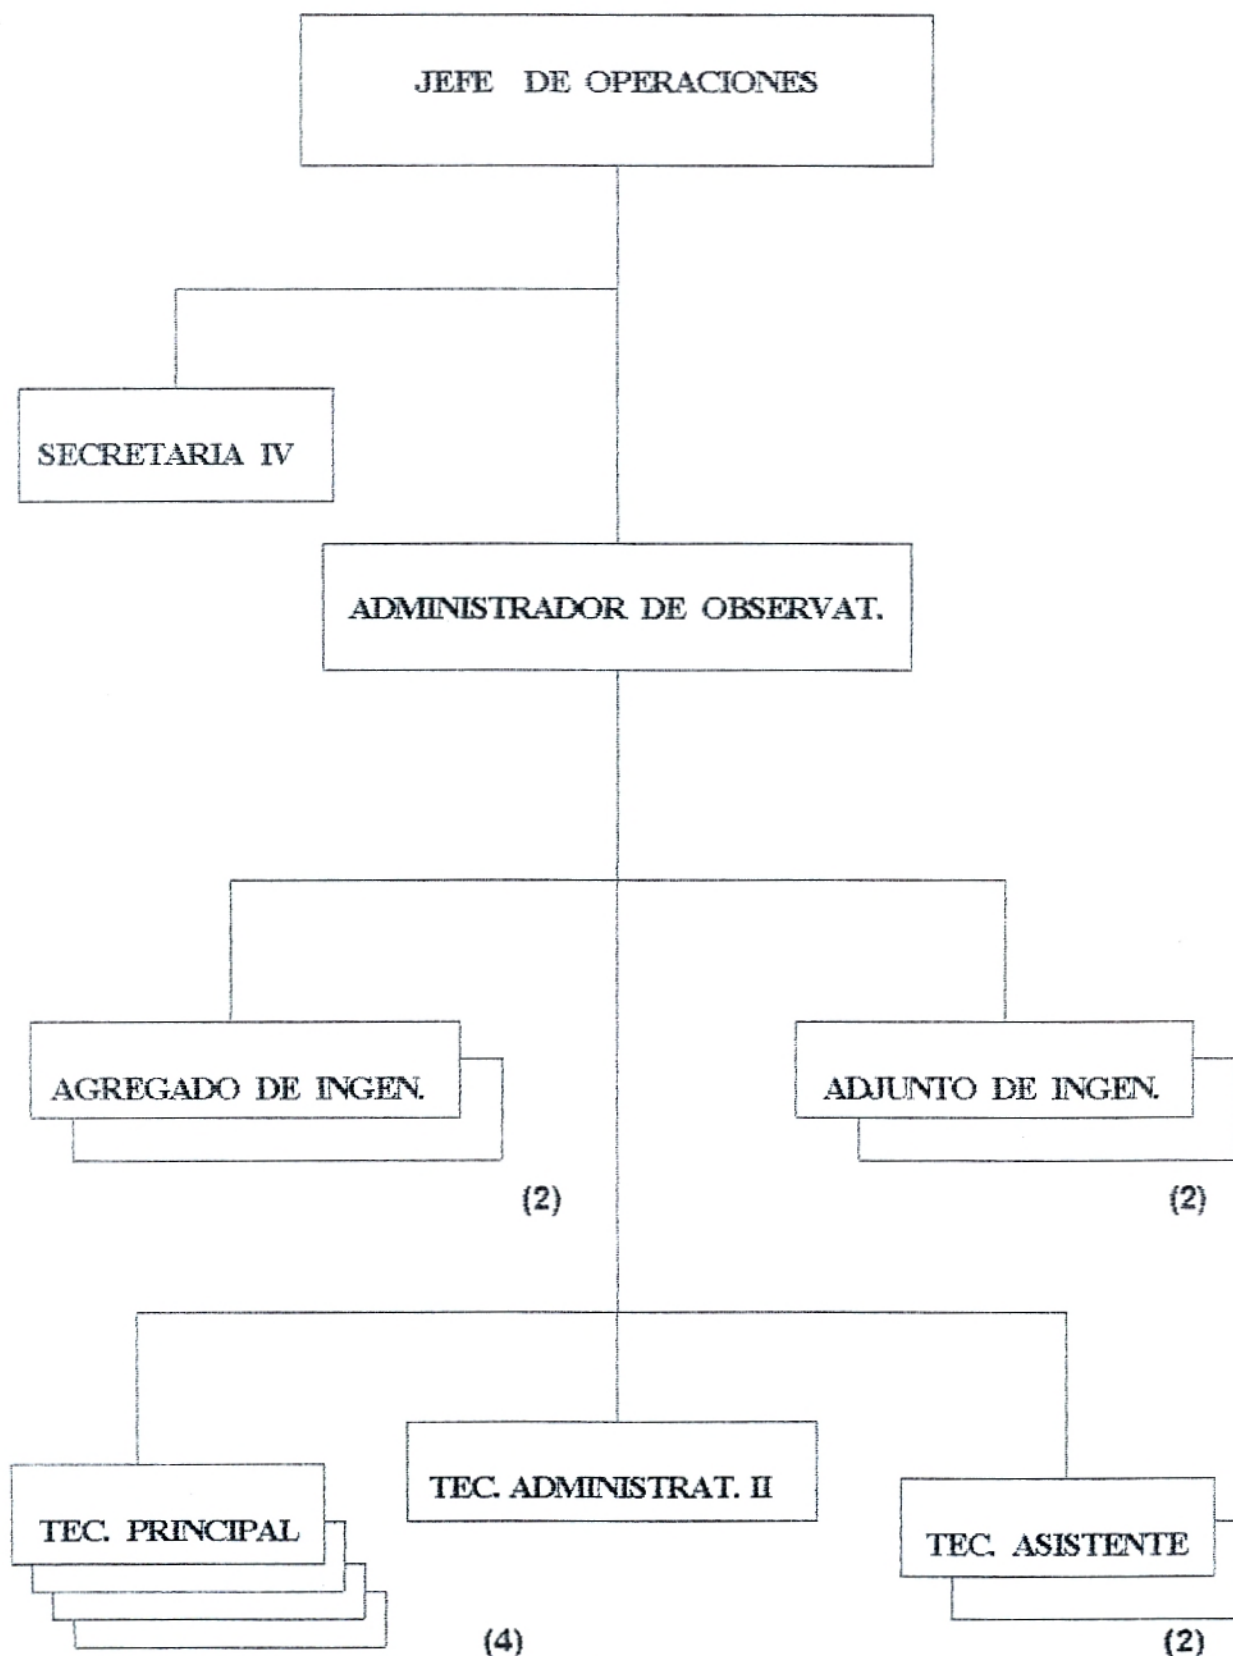 JEFE DE OPERACIONES
SECRETARIA IV
ADMINISTRADOR DE OBSERVAT.
AGREGADO DE INGEN.
ADJUNTO DE INGEN.
(2)
(2)
TEC. PRINCIPAL
TEC. ADMINISTRAT. II
TEC. ASISTENTE
(4)
(2)